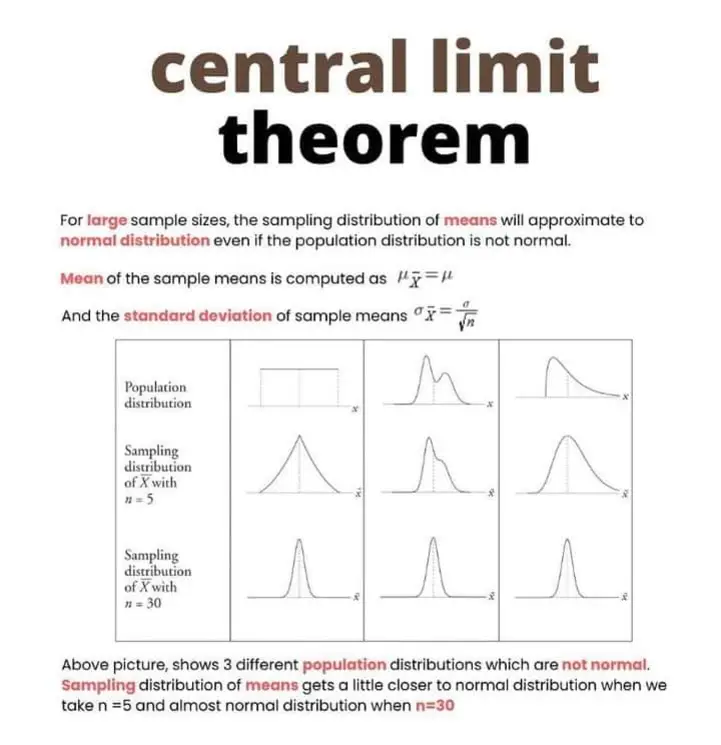 central limit
theorem
For large sample sizes, the sampling distribution of means will approximate to
normal distribution even if the population distribution is not normal.
Mean of the sample means is computed as μX̄=μ
And the standard deviation of sample means σX̄=σ/√n
Population
distribution
x
x
x
Sampling
distribution
of X̄ with
n = 5
x̄
x̄
x̄
Sampling
distribution
of X̄ with
n = 30
x̄
x̄
x̄
Above picture, shows 3 different population distributions which are not normal.
Sampling distribution of means gets a little closer to normal distribution when we
take n =5 and almost normal distribution when n=30